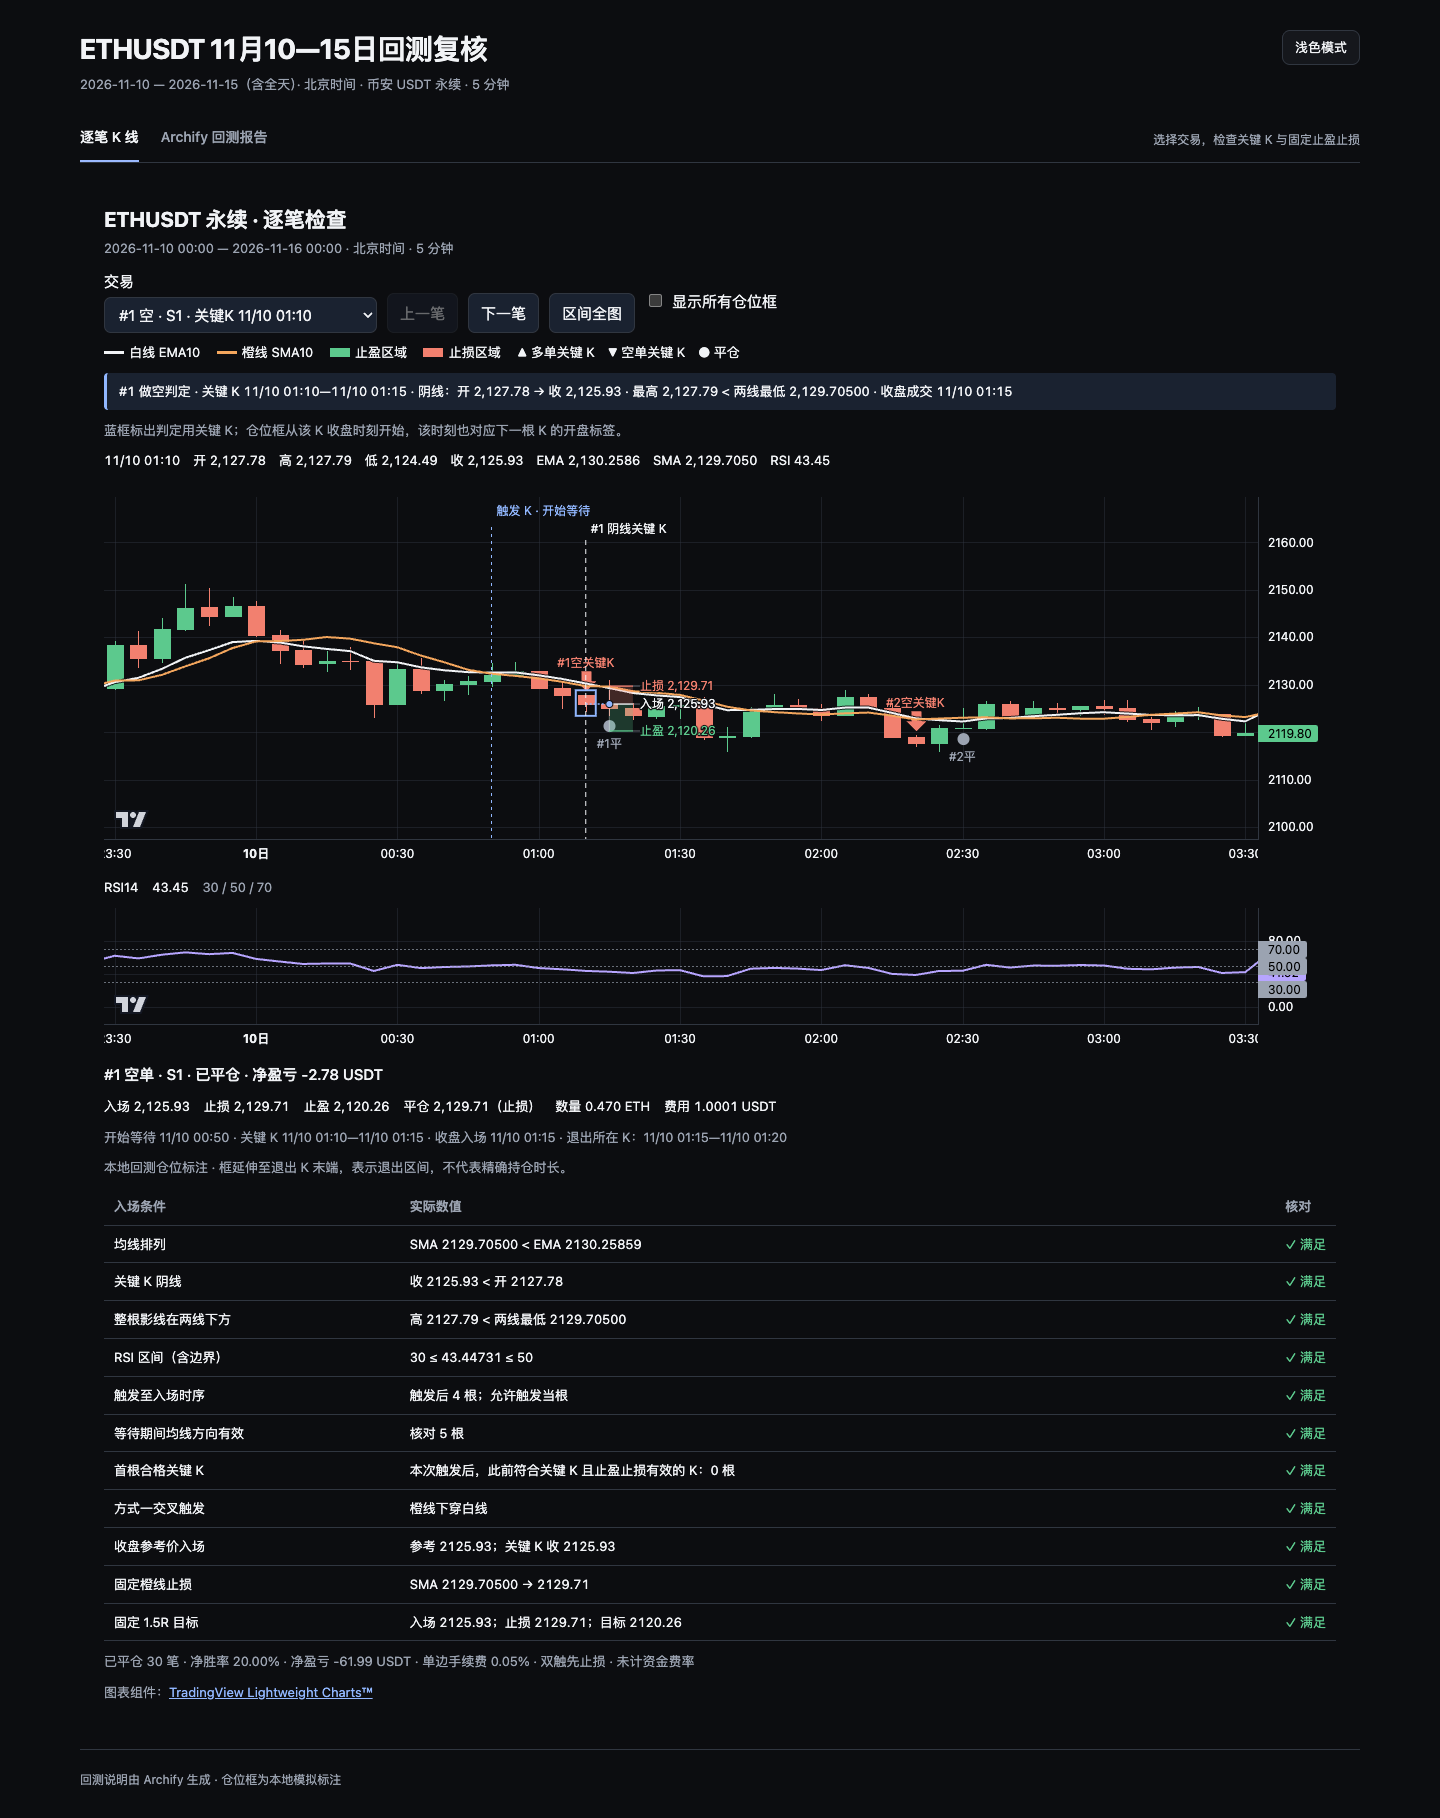 ETHUSDT 11月10—15日回测复核
浅色模式
2026-11-10 — 2026-11-15（含全天）· 北京时间 · 币安 USDT 永续 · 5 分钟
逐笔 K 线
Archify 回测报告
选择交易，检查关键 K 与固定止盈止损
ETHUSDT 永续 · 逐笔检查
2026-11-10 00:00 — 2026-11-16 00:00 · 北京时间 · 5 分钟
交易
#1 空 · S1 · 关键K 11/10 01:10
上一笔
下一笔
区间全图
显示所有仓位框
白线 EMA10
橙线 SMA10
止盈区域
止损区域
▲ 多单关键 K
▼ 空单关键 K
● 平仓
#1 做空判定 · 关键 K 11/10 01:10—11/10 01:15 · 阴线：开 2,127.78 → 收 2,125.93 · 最高 2,127.79 < 两线最低 2,129.70500 · 收盘成交 11/10 01:15
蓝框标出判定用关键 K；仓位框从该 K 收盘时刻开始，该时刻也对应下一根 K 的开盘标签。
11/10 01:10 开 2,127.78 高 2,127.79 低 2,124.49 收 2,125.93 EMA 2,130.2586 SMA 2,129.7050 RSI 43.45
触发 K · 开始等待
#1 阴线关键 K
2160.00
2150.00
2140.00
2130.00
2119.80
2110.00
2100.00
#1空关键K
止损 2,129.71
入场 2,125.93
止盈 2,120.26
#1平
#2空关键K
#2平
3:30
10日
00:30
01:00
01:30
02:00
02:30
03:00
03:30
RSI14 43.45 30 / 50 / 70
80.00
70.00
50.00
30.00
0.00
3:30
10日
00:30
01:00
01:30
02:00
02:30
03:00
03:30
#1 空单 · S1 · 已平仓 · 净盈亏 -2.78 USDT
入场 2,125.93 止损 2,129.71 止盈 2,120.26 平仓 2,129.71（止损） 数量 0.470 ETH 费用 1.0001 USDT
开始等待 11/10 00:50 · 关键 K 11/10 01:10—11/10 01:15 · 收盘入场 11/10 01:15 · 退出所在 K：11/10 01:15—11/10 01:20
本地回测仓位标注 · 框延伸至退出 K 末端，表示退出区间，不代表精确持仓时长。
入场条件 实际数值 核对
均线排列 SMA 2129.70500 < EMA 2130.25859 ✓ 满足
关键 K 阴线 收 2125.93 < 开 2127.78 ✓ 满足
整根影线在两线下方 高 2127.79 < 两线最低 2129.70500 ✓ 满足
RSI 区间（含边界） 30 ≤ 43.44731 ≤ 50 ✓ 满足
触发至入场时序 触发后 4 根；允许触发当根 ✓ 满足
等待期间均线方向有效 核对 5 根 ✓ 满足
首根合格关键 K 本次触发后，此前符合关键 K 且止盈止损有效的 K：0 根 ✓ 满足
方式一交叉触发 橙线下穿白线 ✓ 满足
收盘参考价入场 参考 2125.93；关键 K 收 2125.93 ✓ 满足
固定橙线止损 SMA 2129.70500 → 2129.71 ✓ 满足
固定 1.5R 目标 入场 2125.93；止损 2129.71；目标 2120.26 ✓ 满足
已平仓 30 笔 · 净胜率 20.00% · 净盈亏 -61.99 USDT · 单边手续费 0.05% · 双触先止损 · 未计资金费率
图表组件：TradingView Lightweight Charts™
回测说明由 Archify 生成 · 仓位框为本地模拟标注